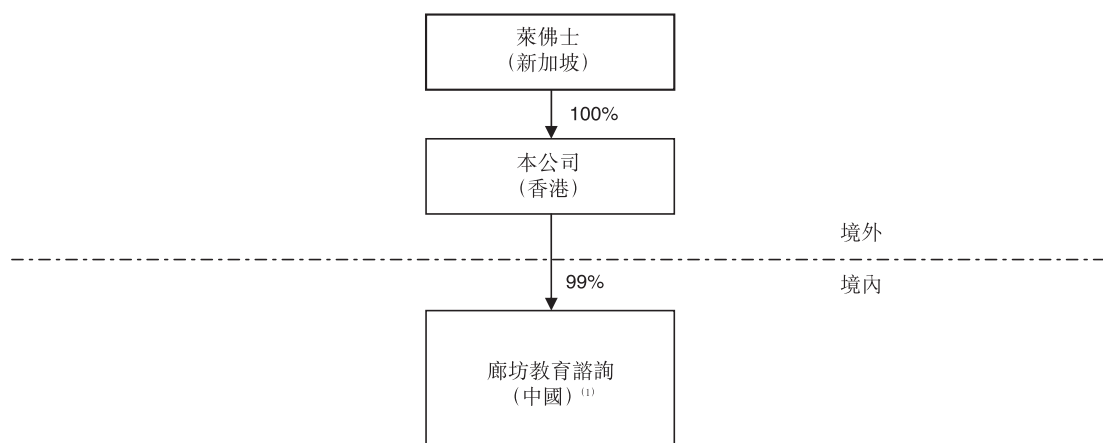 萊佛士
(新加坡)
100%
本公司
(香港)
境外
99%
境內
廊坊教育諮詢
(中國)(1)